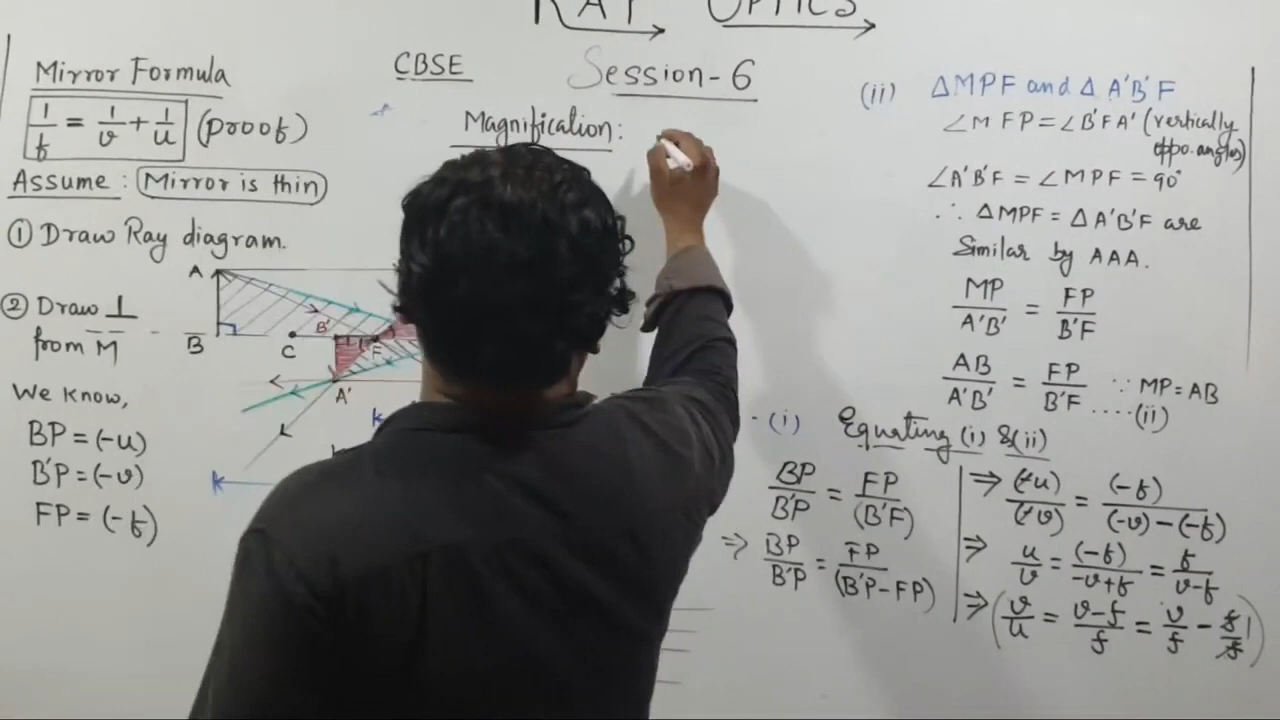 RAY OPTICS
CBSE
Session-6
Magnification:
Mirror Formula
1/f = 1/v + 1/u (proof)
Assume: Mirror is thin
① Draw Ray diagram.
② Draw ⊥
from M
We know,
BP = (-u)
B'P = (-v)
FP = (-f)
A
B
C
B'
F
A'
(i)
(ii) ΔMPF and ΔA'B'F
∠MFP = ∠B'FA' (vertically
oppo. angles)
∠A'B'F = ∠MPF = 90°
∴ ΔMPF = ΔA'B'F are
Similar by AAA.
MP/A'B' = FP/B'F
AB/A'B' = FP/B'F ∵ MP = AB
....(ii)
Equating (i) & (ii)
BP/B'P = FP/(B'F)
⇒ BP/B'P = FP/(B'P-FP)
⇒ (-u)/(-v) = (-f)/((-v)-(-f))
⇒ u/v = (-f)/(-v+f) = f/(v-f)
⇒ (v/u = (v-f)/f = v/f - f/f 1)